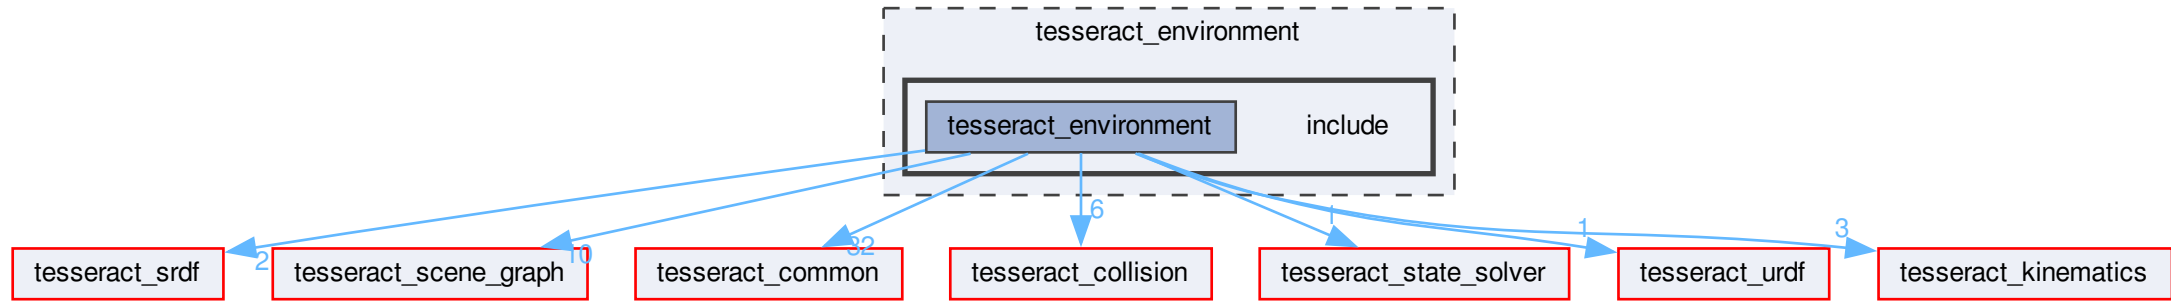 tesseract_environment
tesseract_environment
include
6
1
1
3
2
10
32
tesseract_srdf
tesseract_scene_graph
tesseract_common
tesseract_collision
tesseract_state_solver
tesseract_urdf
tesseract_kinematics